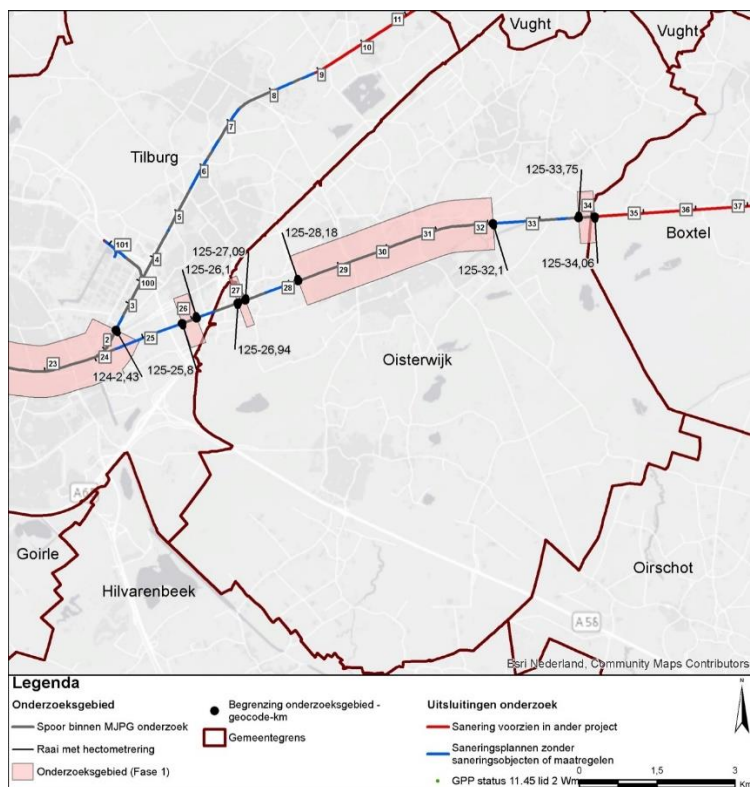 Vught
Vught
11
10
9
8
7
Tilburg
6
5
125-33,75
34
35
36
37
Boxtel
33
32
31
125-28,18
30
29
125-32,1
125-34,06
101
4
100
125-27,09
125-26,1
3
27
28
26
2
25
24
23
124-2,43
125-25,8
125-26,94
Oisterwijk
Goirle
Hilvarenbeek
Oirschot
A58
Esri Nederland, Community Maps Contributors
Legenda
Onderzoeksgebied
Spoor binnen MJPG onderzoek
Raai met hectometrering
Onderzoeksgebied (Fase 1)
Begrenzing onderzoeksgebied -
geocode-km
Gemeentegrens
Uitsluitingen onderzoek
Sanering voorzien in ander project
Saneringsplannen zonder
saneringsobjecten of maatregelen
GPP status 11.45 lid 2 Wm
N
0 1,5 3